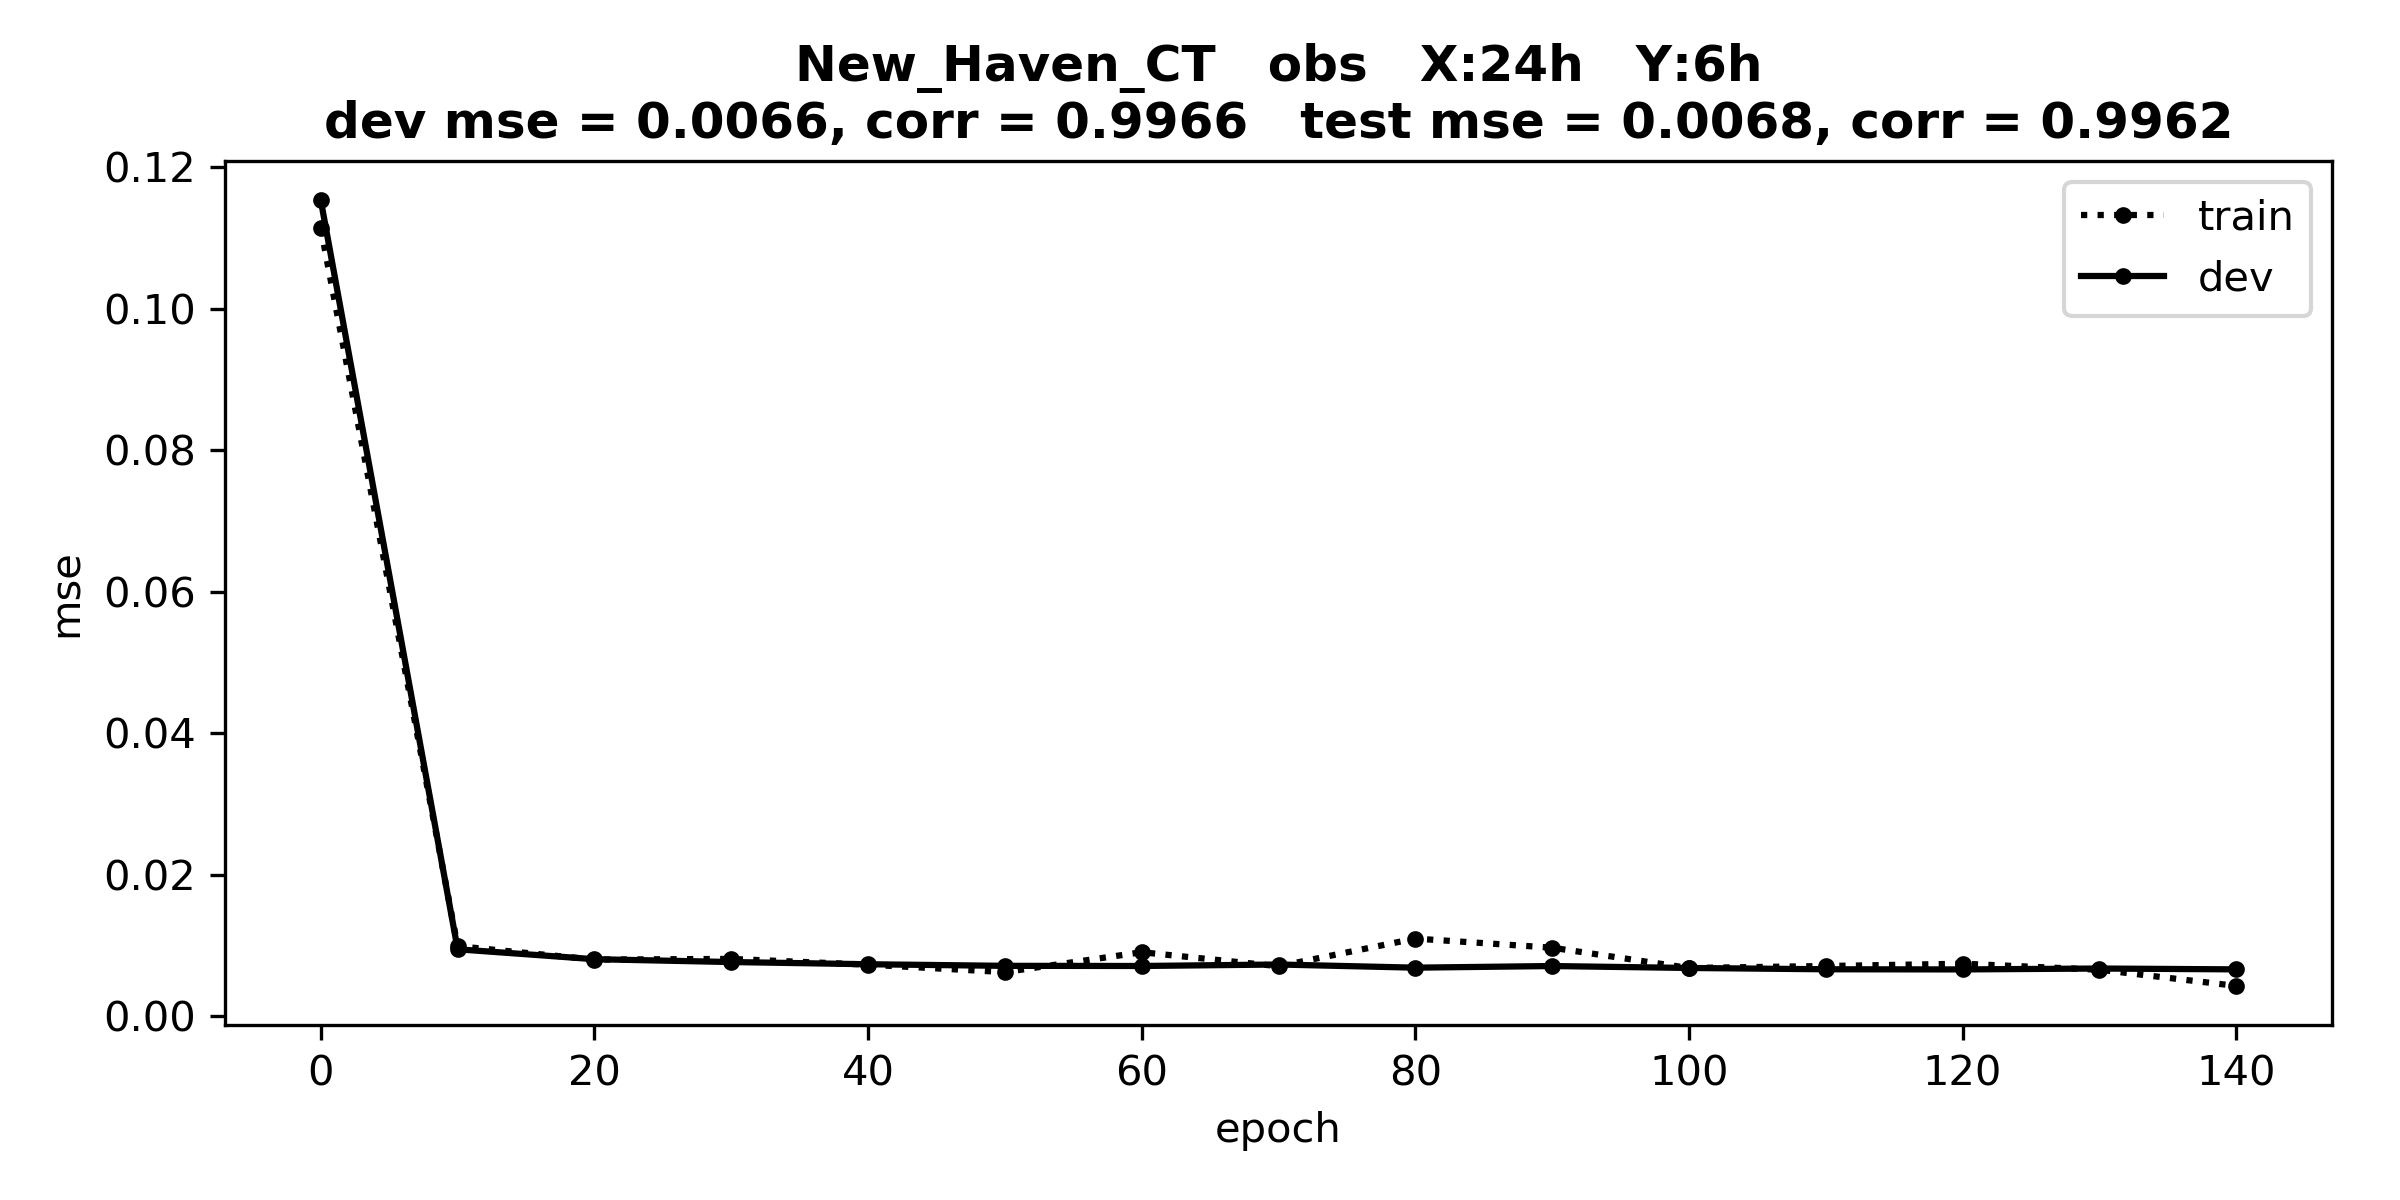 New_Haven_CT   obs   X:24h   Y:6h
dev mse = 0.0066, corr = 0.9966   test mse = 0.0068, corr = 0.9962
0.12
0.10
0.08
0.06
0.04
0.02
0.00
mse
train
dev
0 20 40 60 80 100 120 140
epoch